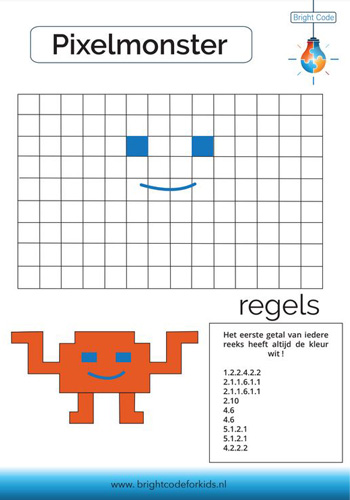 Bright Code
Pixelmonster
regels
Het eerste getal van iedere
reeks heeft altijd de kleur
wit !
1.2.2.4.2.2
2.1.1.6.1.1
2.1.1.6.1.1
2.10
4.6
4.6
5.1.2.1
5.1.2.1
4.2.2.2
www.brightcodeforkids.nl